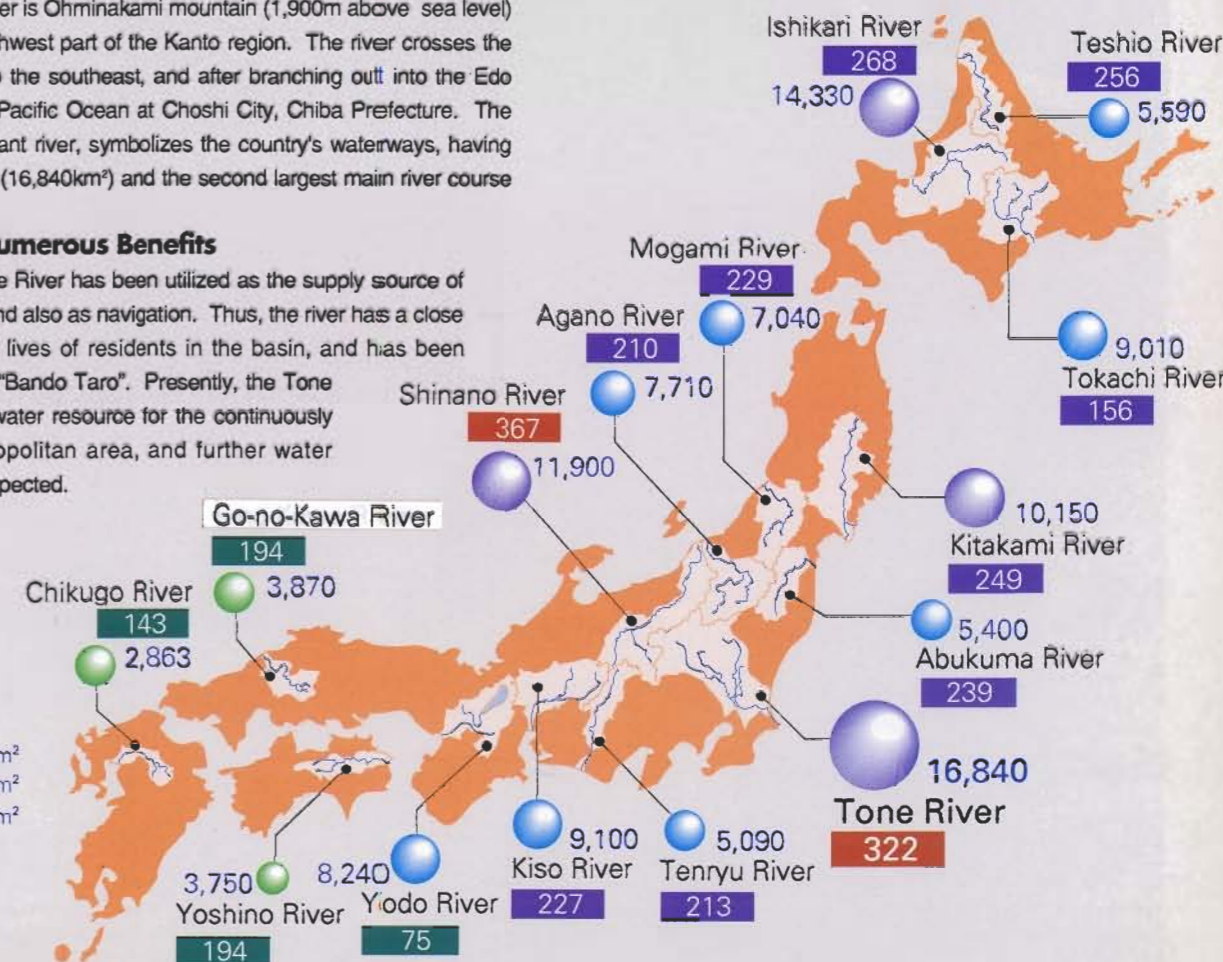 er is Ohminakami mountain (1,900m above sea level)
hwest part of the Kanto region. The river crosses the
o the southeast, and after branching outt into the Edo
Pacific Ocean at Choshi City, Chiba Prefecture. The
ant river, symbolizes the country's waterways, having
(16,840km²) and the second largest maiin river course
umerous Benefits
e River has been utilized as the supply source of
nd also as navigation. Thus, the river has a close
lives of residents in the basin, and has been
"Bando Taro". Presently, the Tone
water resource for the continuously
opolitan area, and further water
pected.
Ishikari River
268
14,330
Teshio River
256
5,590
Mogami River
229
7,040
Agano River
210
7,710
9,010
Tokachi River
156
Shinano River
367
11,900
10,150
Kitakami River
249
Go-no-Kawa River
194
3,870
Chikugo River
143
2,863
5,400
Abukuma River
239
m²
m²
m²
16,840
Tone River
322
9,100
Kiso River
227
5,090
Tenryu River
213
3,750
Yoshino River
194
8,240
Yodo River
75